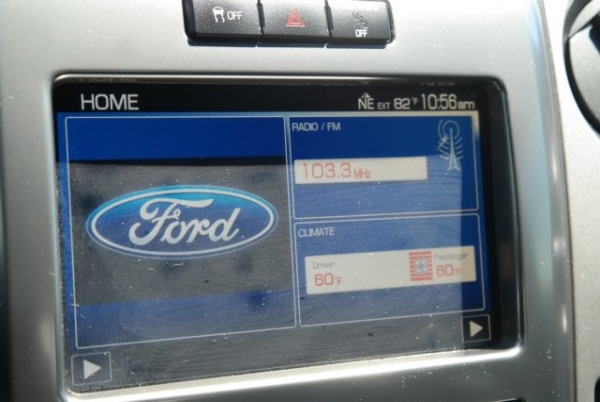 OFF
OFF
HOME
NE EXT 82°F 10:56am
RADIO / FM
103.3 MHz
Ford
CLIMATE
Driver Passenger
60°F 60°F